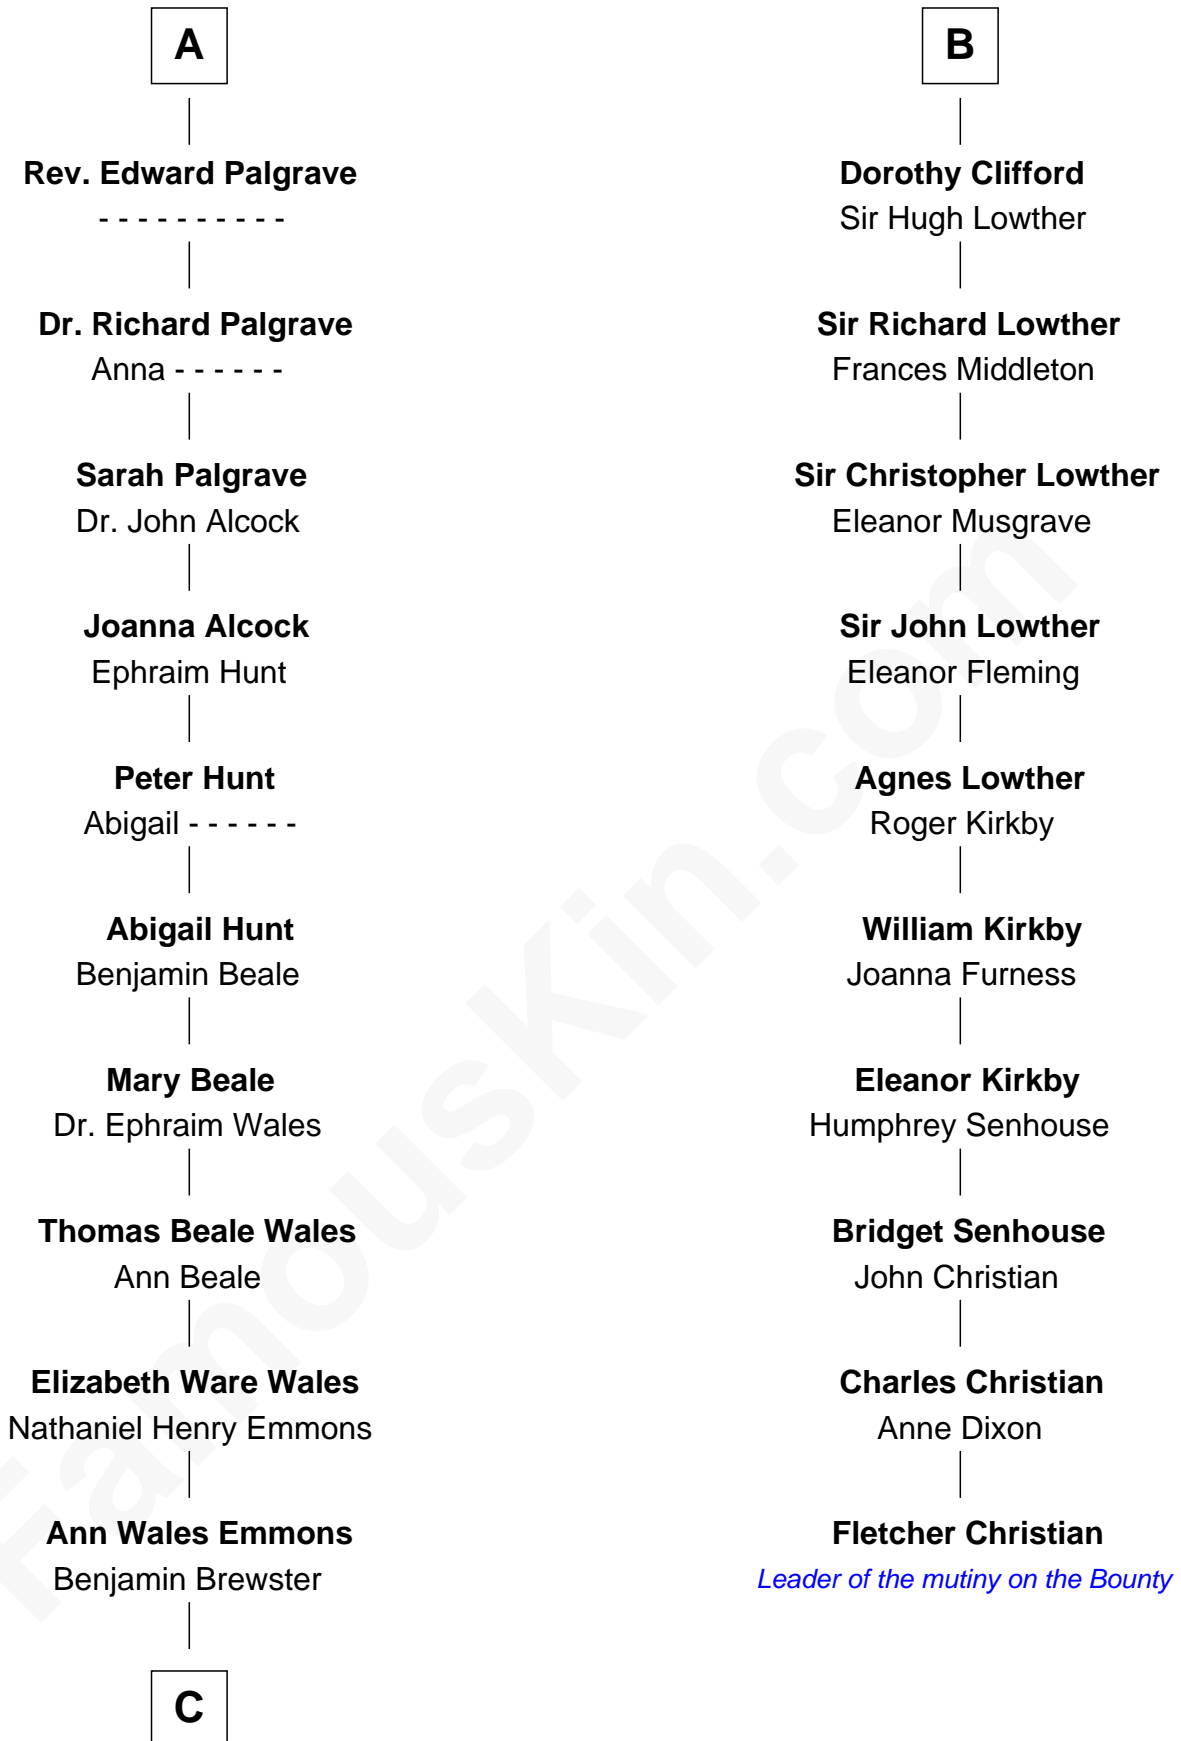 A
Rev. Edward Palgrave
- - - - - - - - - -
Dr. Richard Palgrave
Anna - - - - - -
Sarah Palgrave
Dr. John Alcock
Joanna Alcock
Ephraim Hunt
Peter Hunt
Abigail - - - - - -
Abigail Hunt
Benjamin Beale
Mary Beale
Dr. Ephraim Wales
Thomas Beale Wales
Ann Beale
Elizabeth Ware Wales
Nathaniel Henry Emmons
Ann Wales Emmons
Benjamin Brewster
C
B
Dorothy Clifford
Sir Hugh Lowther
Sir Richard Lowther
Frances Middleton
Sir Christopher Lowther
Eleanor Musgrave
Sir John Lowther
Eleanor Fleming
Agnes Lowther
Roger Kirkby
William Kirkby
Joanna Furness
Eleanor Kirkby
Humphrey Senhouse
Bridget Senhouse
John Christian
Charles Christian
Anne Dixon
Fletcher Christian
Leader of the mutiny on the Bounty
FamousKin.com